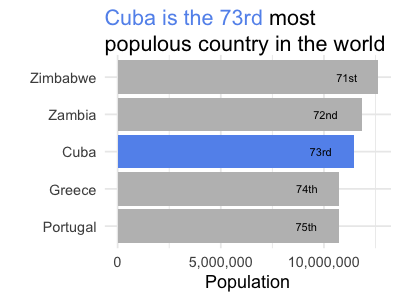 Cuba is the 73rd most
populous country in the world
Zimbabwe 71st
Zambia 72nd
Cuba 73rd
Greece 74th
Portugal 75th
0 5,000,000 10,000,000
Population